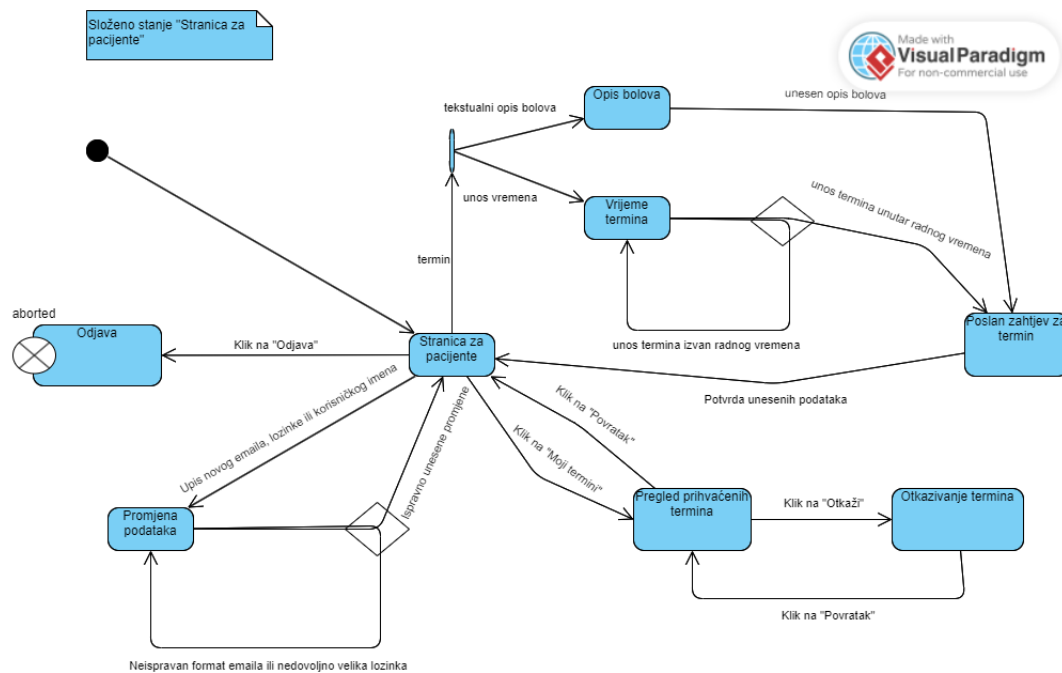 Složeno stanje "Stranica za
pacijente"
Made with
Visual Paradigm
For non-commercial use
Opis bolova
unesen opis bolova
tekstualni opis bolova
unos vremena
Vrijeme
termina
unos termina unutar radnog vremena
termin
aborted
Odjava
Klik na "Odjava"
Stranica za
pacijente
unos termina izvan radnog vremena
Poslan zahtjev za
termin
Potvrda unesenih podataka
Upis novog emaila, lozinke ili korisničkog imena
Ispravno unesene promjene
Klik na "Povratak"
Klik na "Moji termini"
Promjena
podataka
Pregled prihvaćenih
termina
Klik na "Otkaži"
Otkazivanje termina
Klik na "Povratak"
Neispravan format emaila ili nedovoljno velika lozinka